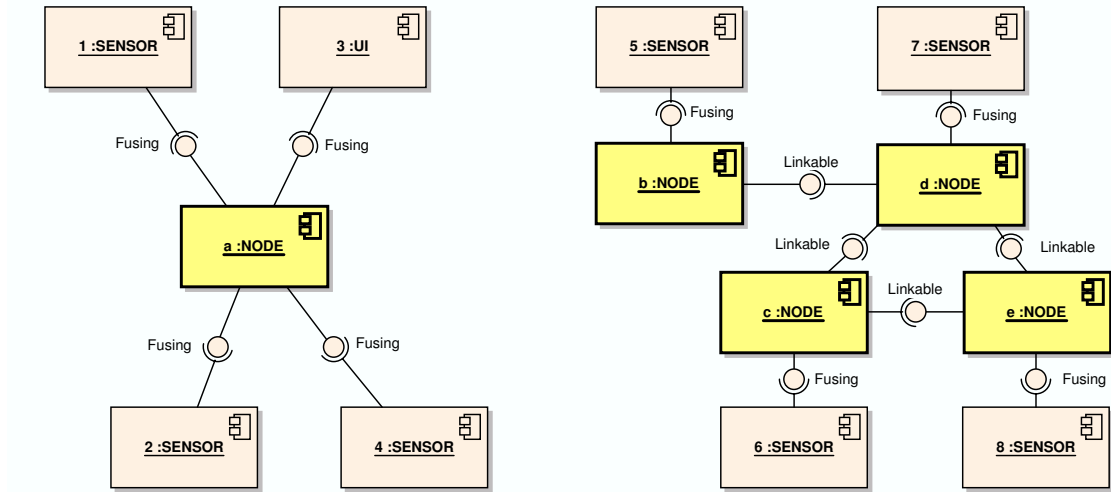 1 :SENSOR
3 :UI
Fusing
Fusing
a :NODE
Fusing
Fusing
2 :SENSOR
4 :SENSOR
5 :SENSOR
7 :SENSOR
Fusing
Fusing
b :NODE
Linkable
d :NODE
Linkable
Linkable
c :NODE
Linkable
e :NODE
Fusing
Fusing
6 :SENSOR
8 :SENSOR